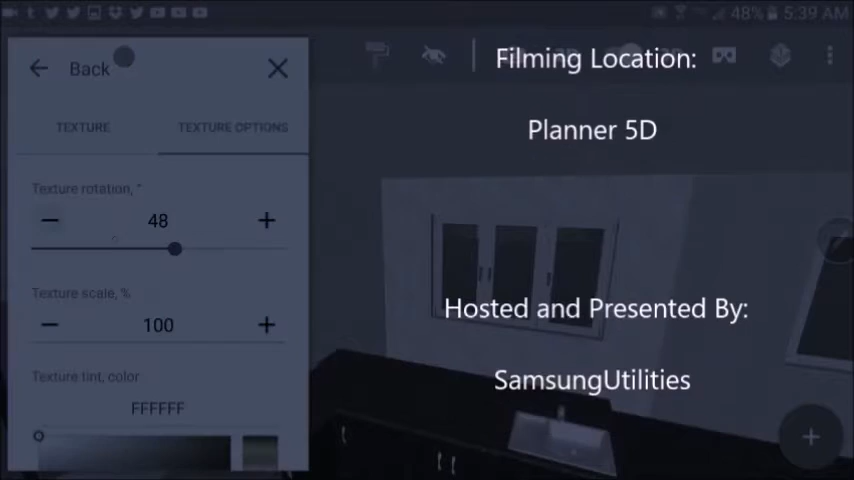 48% 5:39 AM
Back
TEXTURE
TEXTURE OPTIONS
Texture rotation, °
48
Texture scale, %
100
Texture tint, color
FFFFFF
Filming Location:
Planner 5D
Hosted and Presented By:
SamsungUtilities